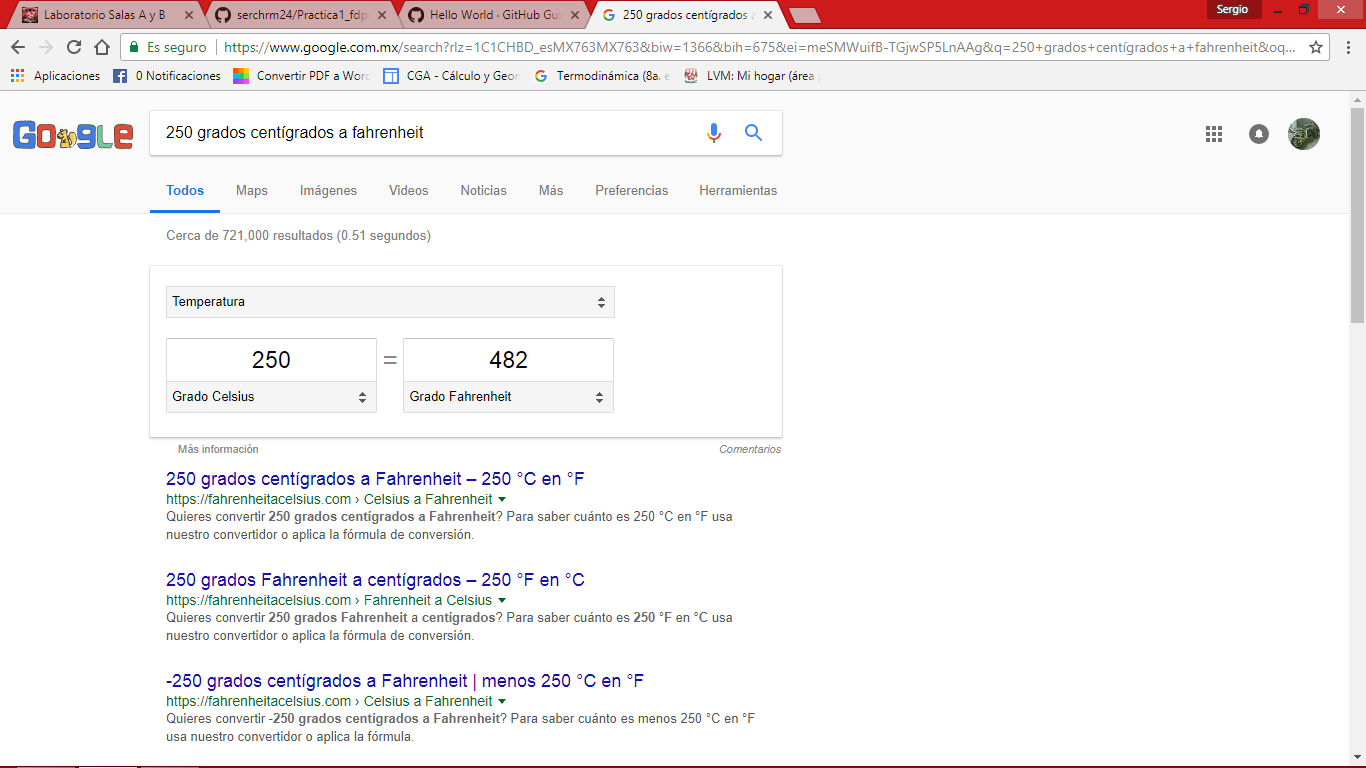 Laboratorio Salas A y B
serchrm24/Practica1_fdp
Hello World · GitHub Gui
250 grados centígrados a
Sergio
Es seguro
https://www.google.com.mx/search?rlz=1C1CHBD_esMX763MX763&biw=1366&bih=675&ei=meSMWuifB-TGjwSP5LnAAg&q=250+grados+centígrados+a+fahrenheit&oq...
Aplicaciones
0 Notificaciones
Convertir PDF a Word
CGA - Cálculo y Geom
Termodinámica (8a. e
LVM: Mi hogar (área
Google
250 grados centígrados a fahrenheit
Todos
Maps
Imágenes
Videos
Noticias
Más
Preferencias
Herramientas
Cerca de 721,000 resultados (0.51 segundos)
Temperatura
250 = 482
Grado Celsius
Grado Fahrenheit
Más información
Comentarios
250 grados centígrados a Fahrenheit – 250 °C en °F
https://fahrenheitacelsius.com › Celsius a Fahrenheit
Quieres convertir 250 grados centígrados a Fahrenheit? Para saber cuánto es 250 °C en °F usa
nuestro convertidor o aplica la fórmula de conversión.
250 grados Fahrenheit a centígrados – 250 °F en °C
https://fahrenheitacelsius.com › Fahrenheit a Celsius
Quieres convertir 250 grados Fahrenheit a centígrados? Para saber cuánto es 250 °F en °C usa
nuestro convertidor o aplica la fórmula de conversión.
-250 grados centígrados a Fahrenheit | menos 250 °C en °F
https://fahrenheitacelsius.com › Celsius a Fahrenheit
Quieres convertir -250 grados centígrados a Fahrenheit? Para saber cuánto es menos 250 °C en °F
usa nuestro convertidor o aplica la fórmula.